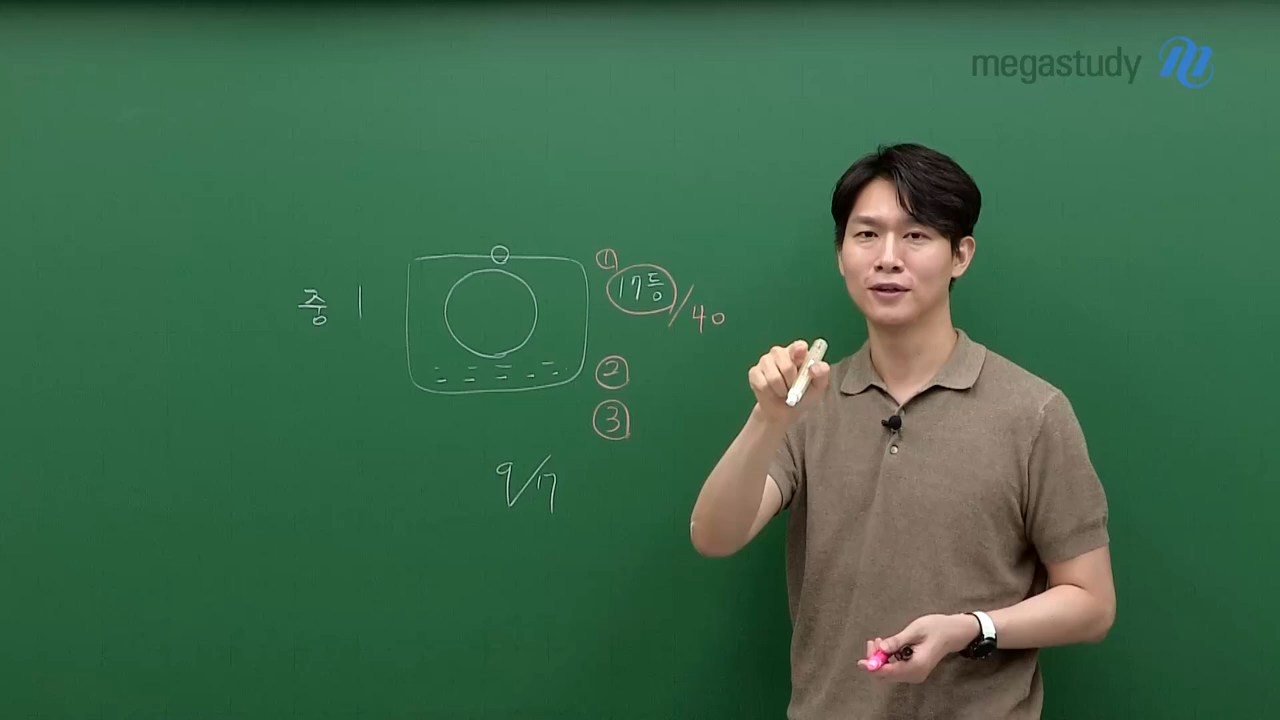 megastudy
중 1
① 17등/40
②
③
9/17